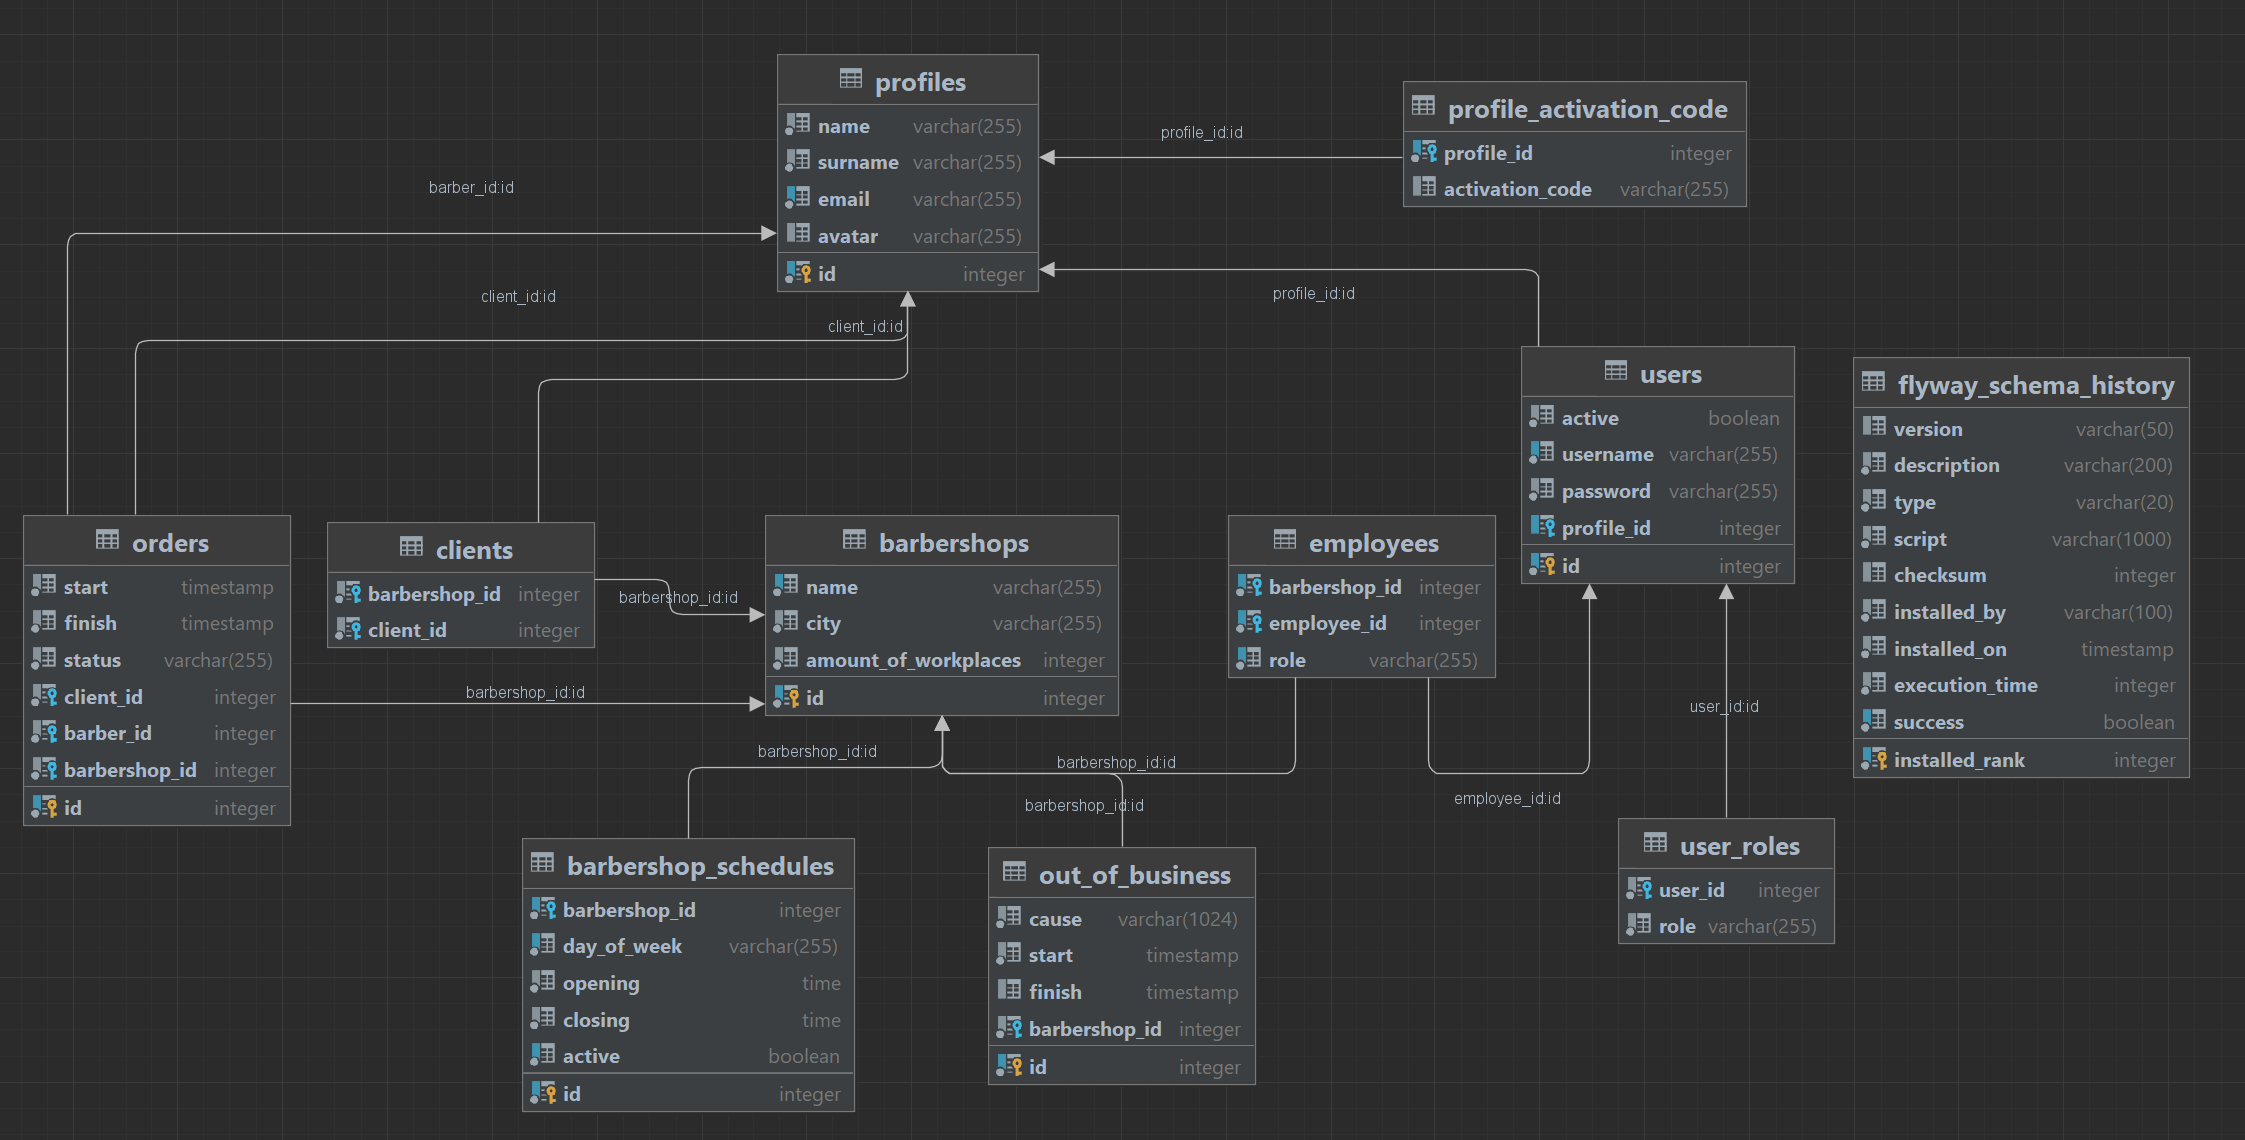 profiles
name varchar(255)
surname varchar(255)
email varchar(255)
avatar varchar(255)
id integer
profile_activation_code
profile_id integer
activation_code varchar(255)
profile_id:id
barber_id:id
client_id:id
client_id:id
profile_id:id
users
active boolean
username varchar(255)
password varchar(255)
profile_id integer
id integer
flyway_schema_history
version varchar(50)
description varchar(200)
type varchar(20)
script varchar(1000)
checksum integer
installed_by varchar(100)
installed_on timestamp
execution_time integer
success boolean
installed_rank integer
orders
start timestamp
finish timestamp
status varchar(255)
client_id integer
barber_id integer
barbershop_id integer
id integer
clients
barbershop_id integer
client_id integer
barbershop_id:id
barbershop_id:id
barbershops
name varchar(255)
city varchar(255)
amount_of_workplaces integer
id integer
employees
barbershop_id integer
employee_id integer
role varchar(255)
user_id:id
barbershop_id:id
barbershop_id:id
barbershop_id:id
employee_id:id
barbershop_schedules
barbershop_id integer
day_of_week varchar(255)
opening time
closing time
active boolean
id integer
out_of_business
cause varchar(1024)
start timestamp
finish timestamp
barbershop_id integer
id integer
user_roles
user_id integer
role varchar(255)